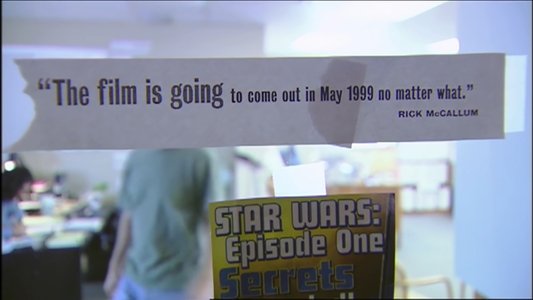 “The film is going to come out in May 1999 no matter what.”
RICK McCALLUM
STAR WARS:
Episode One
Secrets